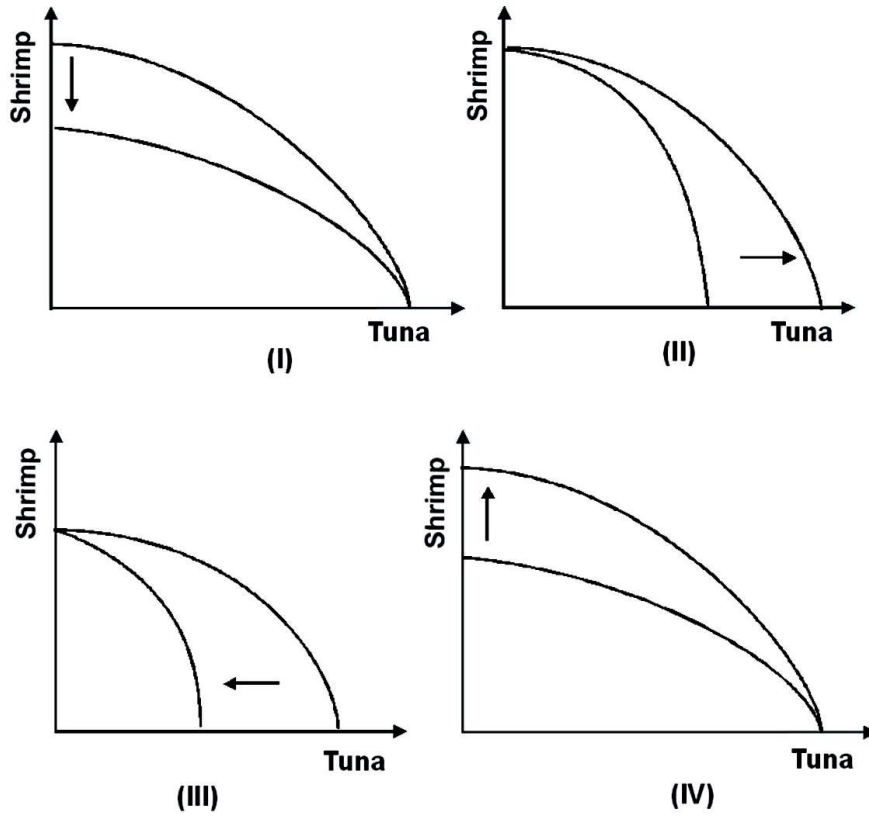 Shrimp
Tuna
(I)
Shrimp
Tuna
(II)
Shrimp
Tuna
(III)
Shrimp
Tuna
(IV)